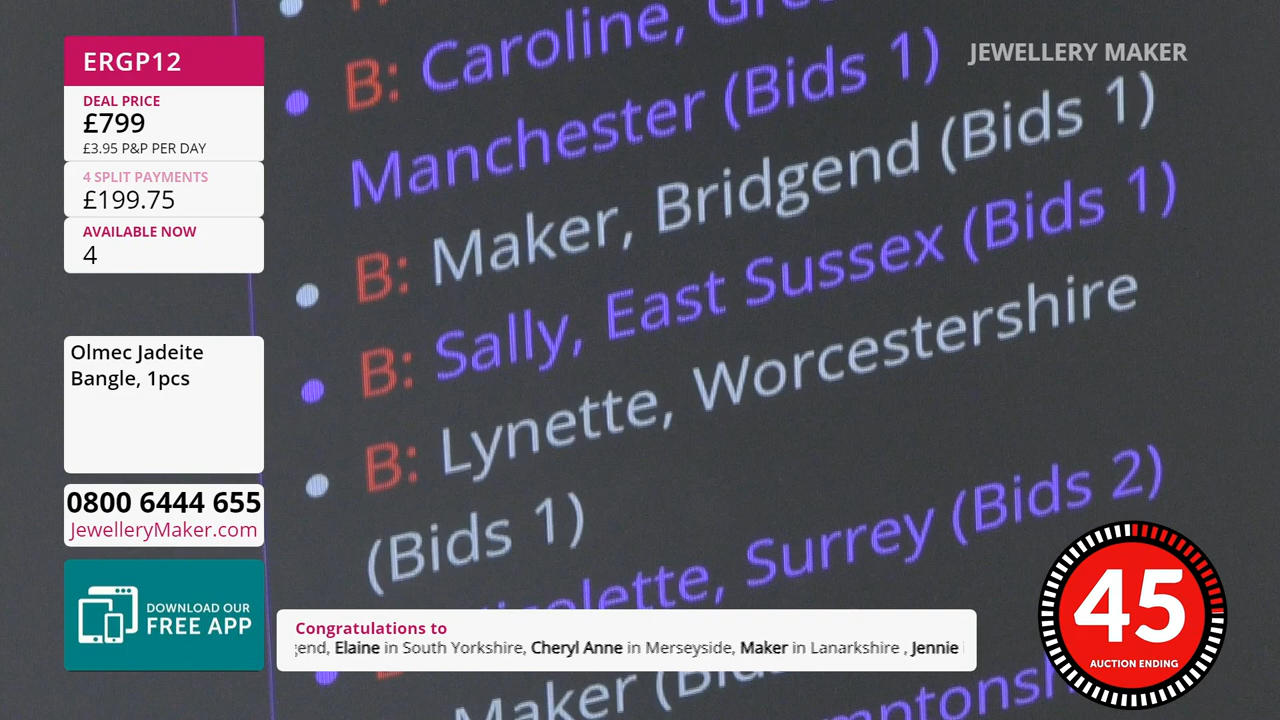 ERGP12
DEAL PRICE
£799
£3.95 P&P PER DAY
4 SPLIT PAYMENTS
£199.75
AVAILABLE NOW
4
Olmec Jadeite
Bangle, 1pcs
0800 6444 655
JewelleryMaker.com
DOWNLOAD OUR
FREE APP
JEWELLERY MAKER
B: Caroline,
Manchester (Bids 1)
B: Maker, Bridgend (Bids 1)
B: Sally, East Sussex (Bids 1)
B: Lynette, Worcestershire
(Bids 1)
Surrey (Bids 2)
Maker
Congratulations to
Elaine in South Yorkshire, Cheryl Anne in Merseyside, Maker in Lanarkshire , Jennie
45
AUCTION ENDING